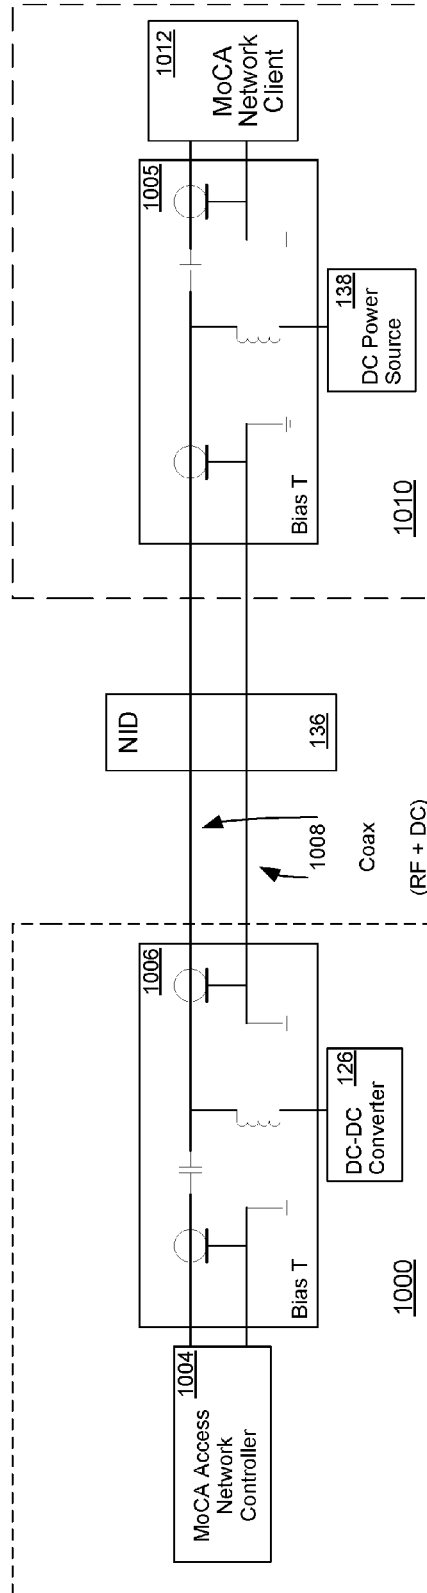 1004
MoCA Access
Network
Controller
1006
Bias T
126
DC-DC
Converter
1000
1008
Coax
(RF + DC)
NID
136
1005
Bias T
138
DC Power
Source
1010
1012
MoCA
Network
Client